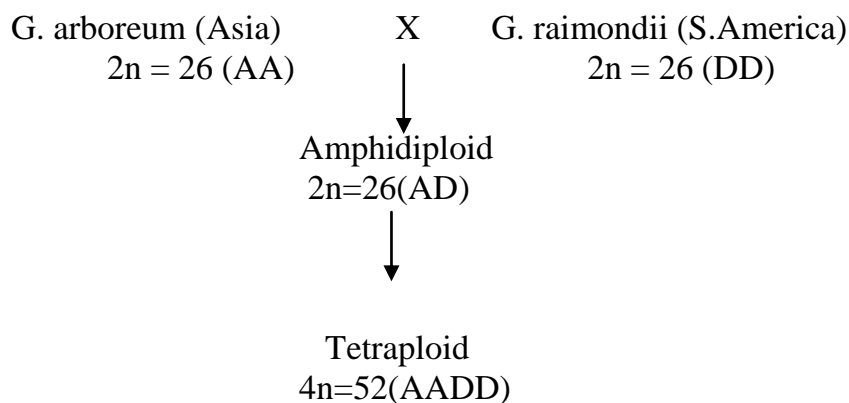 G. arboreum (Asia) X G. raimondii (S.America)
2n = 26 (AA) 2n = 26 (DD)
Amphidiploid
2n=26(AD)
Tetraploid
4n=52(AADD)